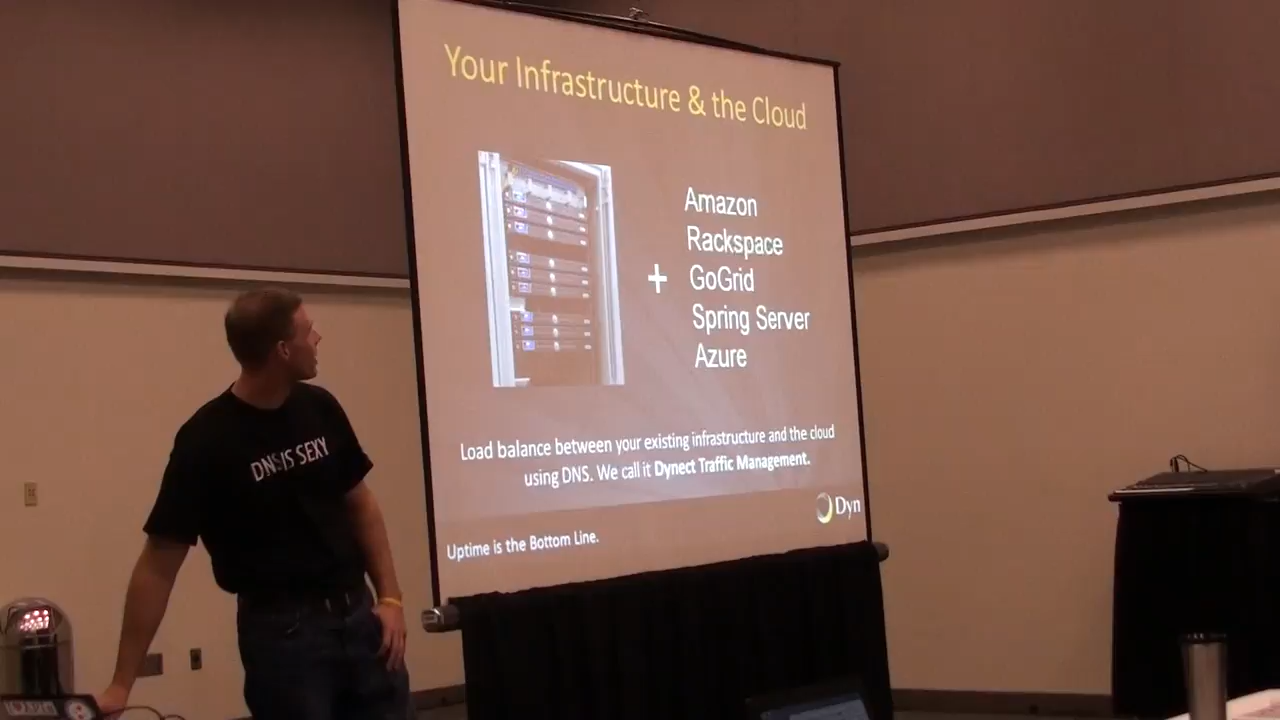 Your Infrastructure & the Cloud
Amazon
Rackspace
+ GoGrid
Spring Server
Azure
Load balance between your existing infrastructure and the cloud
using DNS. We call it Dynect Traffic Management.
Dyn
Uptime is the Bottom Line.
DNS IS SEXY